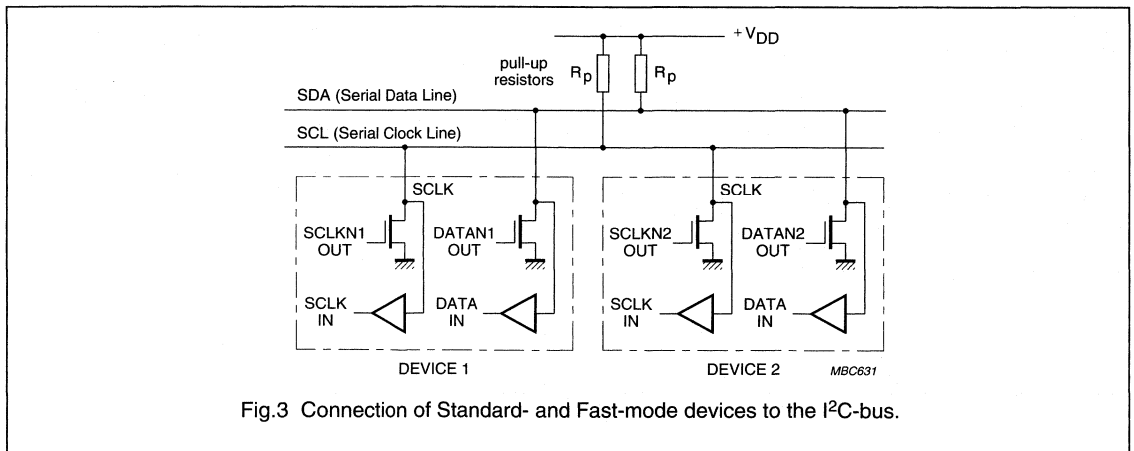 + VDD
pull-up
resistors
Rp
Rp
SDA (Serial Data Line)
SCL (Serial Clock Line)
SCLK
SCLK
SCLKN1
OUT
DATAN1
OUT
SCLKN2
OUT
DATAN2
OUT
SCLK
IN
DATA
IN
SCLK
IN
DATA
IN
DEVICE 1
DEVICE 2
MBC631
Fig.3 Connection of Standard- and Fast-mode devices to the I²C-bus.